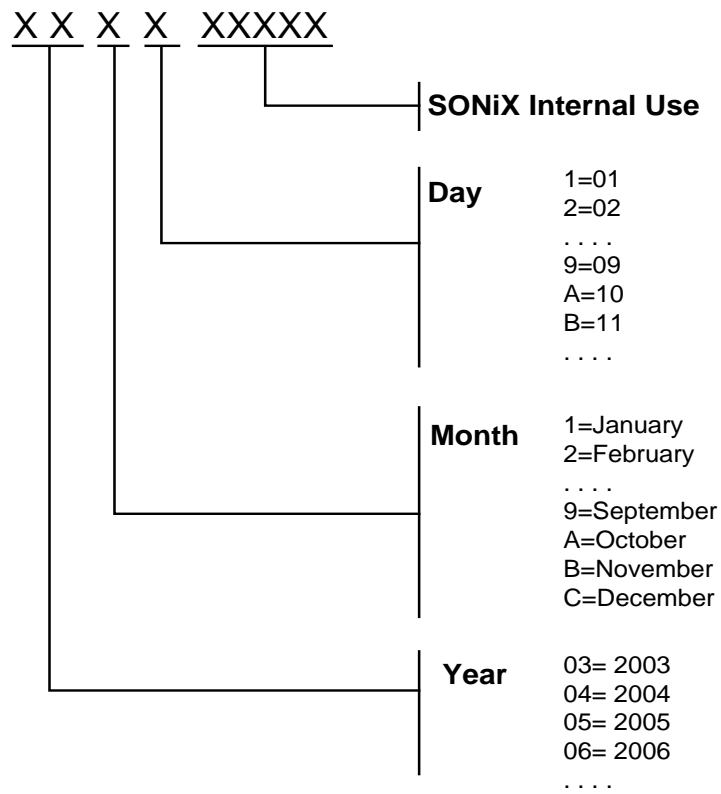 X X X X XXXXX
SONiX Internal Use
Day
1=01
2=02
. . . .
9=09
A=10
B=11
. . . .
Month
1=January
2=February
. . . .
9=September
A=October
B=November
C=December
Year
03= 2003
04= 2004
05= 2005
06= 2006
. . . .